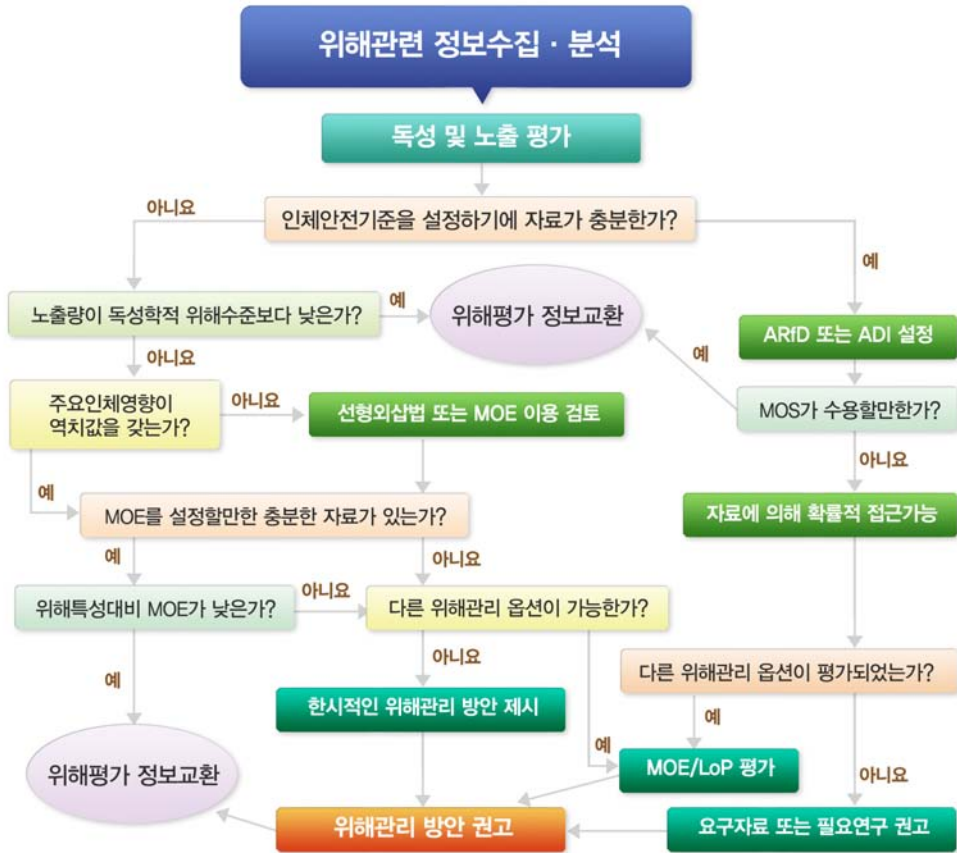 위해관련 정보수집 · 분석
독성 및 노출 평가
아니요
인체안전기준을 설정하기에 자료가 충분한가?
예
노출량이 독성학적 위해수준보다 낮은가?
예
위해평가 정보교환
ARfD 또는 ADI 설정
아니요
예
주요인체영향이
역치값을 갖는가?
아니요
선형외삽법 또는 MOE 이용 검토
MOS가 수용할만한가?
아니요
예
MOE를 설정할만한 충분한 자료가 있는가?
자료에 의해 확률적 접근가능
예
아니요
위해특성대비 MOE가 낮은가?
아니요
다른 위해관리 옵션이 가능한가?
아니요
다른 위해관리 옵션이 평가되었는가?
예
한시적인 위해관리 방안 제시
예
예
MOE/LoP 평가
아니요
위해평가 정보교환
위해관리 방안 권고
요구자료 또는 필요연구 권고